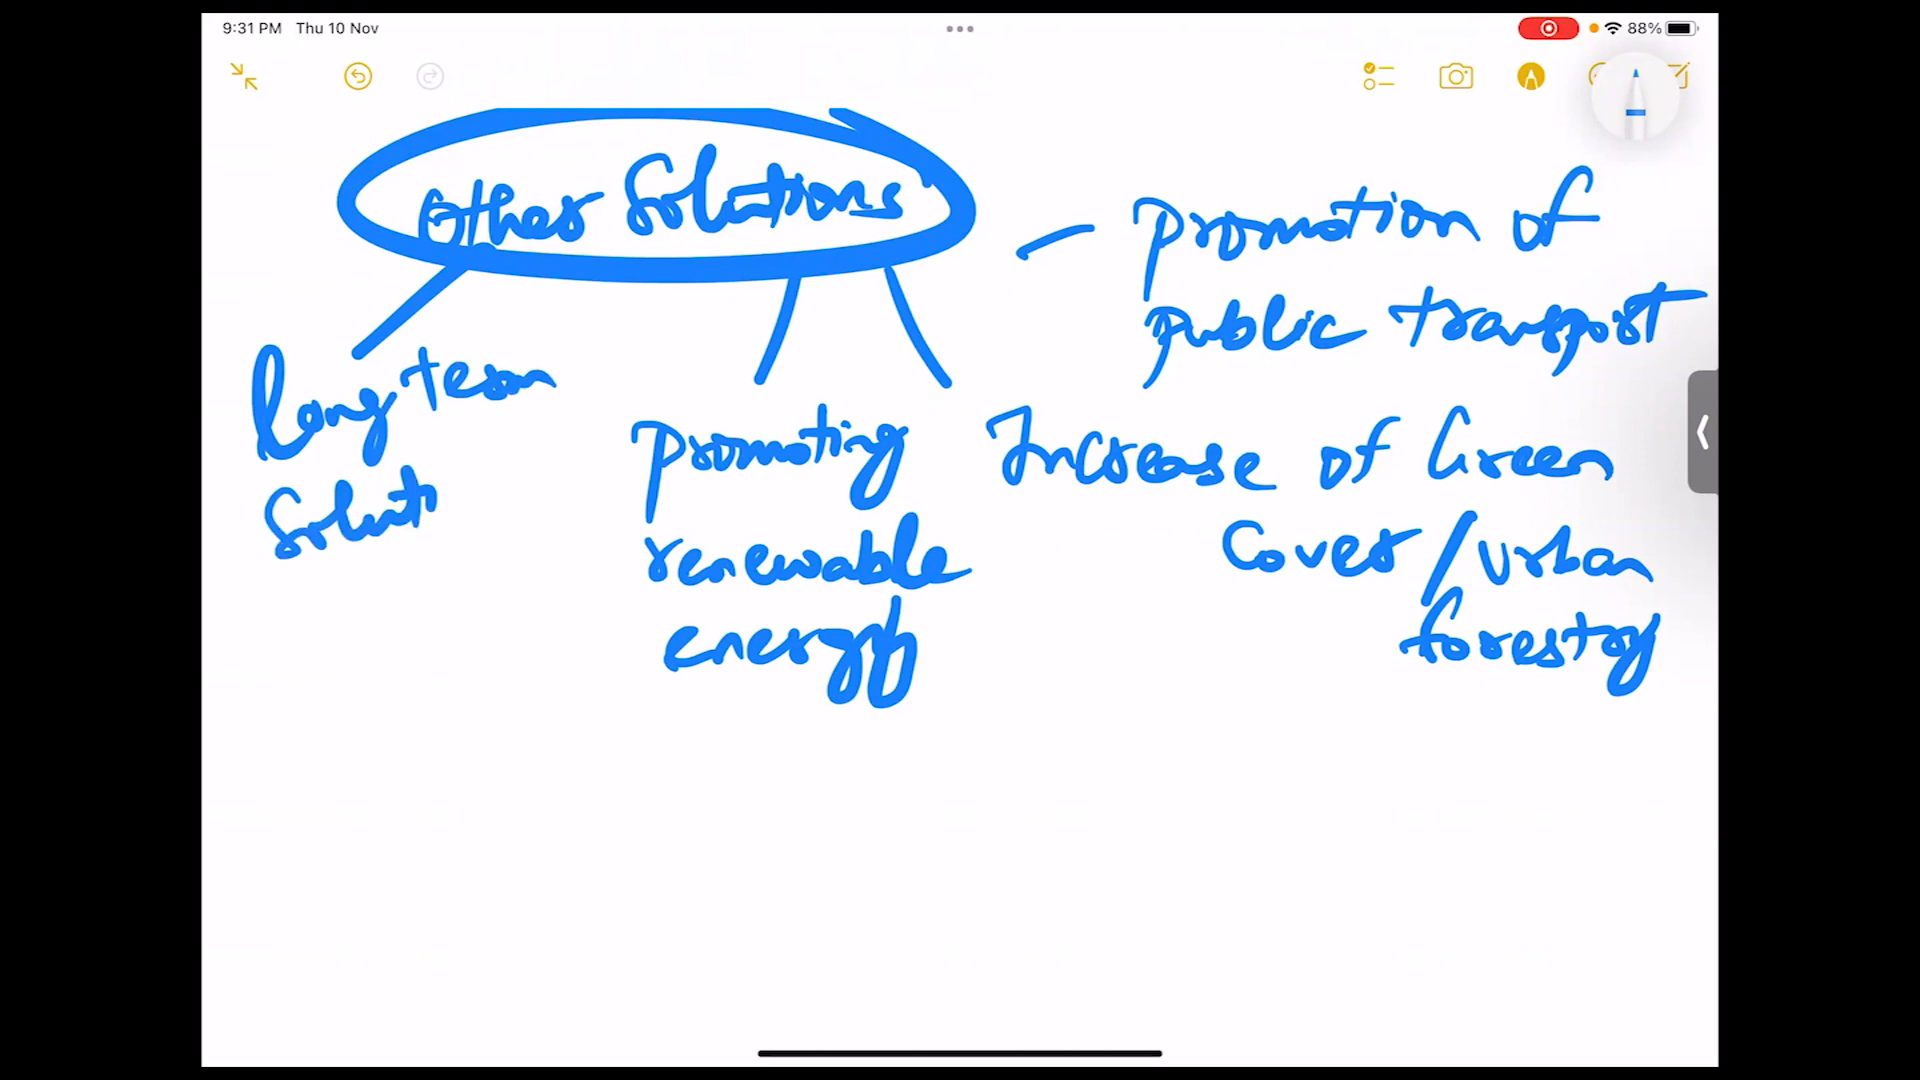 9:31 PM Thu 10 Nov
88%
Other Solutions
- promotion of
public transport
Long term
Soluti
promoting
renewable
energy
Increase of Green
Cover / Urban
forestry